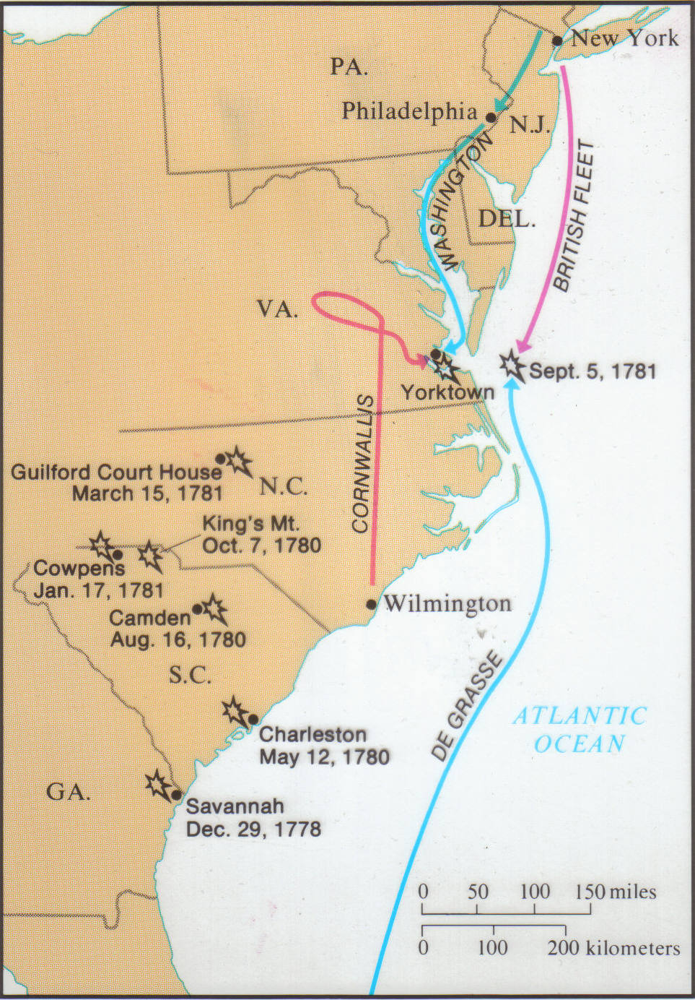 New York
PA.
Philadelphia
N.J.
WASHINGTON
BRITISH FLEET
DEL.
VA.
Sept. 5, 1781
Yorktown
CORNWALLIS
Guilford Court House
March 15, 1781
N.C.
King's Mt.
Oct. 7, 1780
Cowpens
Jan. 17, 1781
Wilmington
Camden
Aug. 16, 1780
S.C.
DE GRASSE
ATLANTIC
OCEAN
Charleston
May 12, 1780
GA.
Savannah
Dec. 29, 1778
0 50 100 150 miles
0 100 200 kilometers